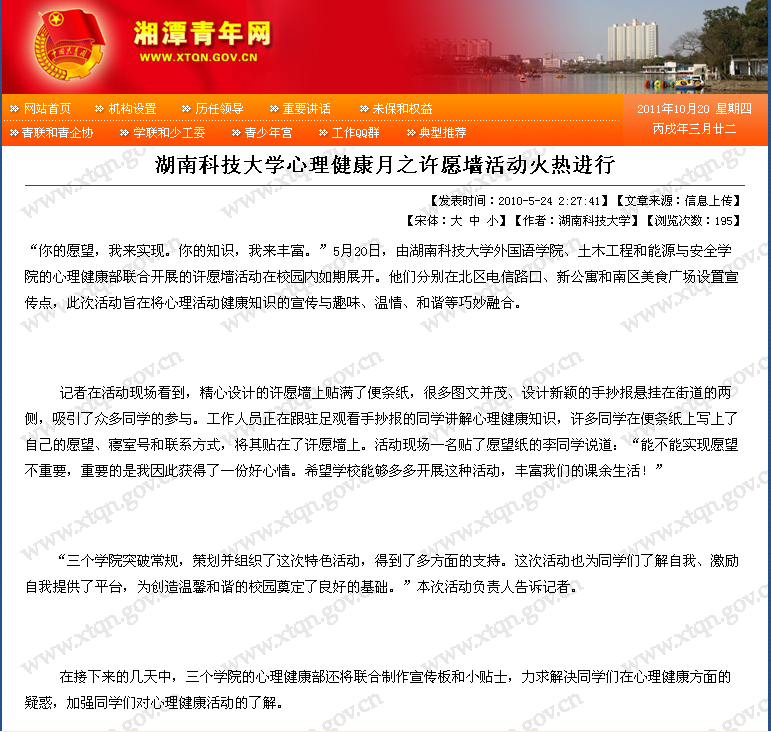 湘潭青年网
WWW.XTQN.GOV.CN
网站首页 机构设置 历任领导 重要讲话 未保和权益
青联和青企协 学联和少工委 青少年宫 工作QQ群 典型推荐
2011年10月20 星期四
丙戌年三月廿二
湖南科技大学心理健康月之许愿墙活动火热进行
【发表时间：2010-5-24 2:27:41】【文章来源：信息上传】
【宋体：大 中 小】【作者：湖南科技大学】【浏览次数：195】
“你的愿望，我来实现。你的知识，我来丰富。”5月20日，由湖南科技大学外国语学院、土木工程和能源与安全学
院的心理健康部联合开展的许愿墙活动在校园内如期展开。他们分别在北区电信路口、新公寓和南区美食广场设置宣
传点，此次活动旨在将心理活动健康知识的宣传与趣味、温情、和谐等巧妙融合。
记者在活动现场看到，精心设计的许愿墙上贴满了便条纸，很多图文并茂、设计新颖的手抄报悬挂在街道的两
侧，吸引了众多同学的参与。工作人员正在跟驻足观看手抄报的同学讲解心理健康知识，许多同学在便条纸上写上了
自己的愿望、寝室号和联系方式，将其贴在了许愿墙上。活动现场一名贴了愿望纸的李同学说道：“能不能实现愿望
不重要，重要的是我因此获得了一份好心情。希望学校能够多多开展这种活动，丰富我们的课余生活！”
“三个学院突破常规，策划并组织了这次特色活动，得到了多方面的支持。这次活动也为同学们了解自我、激励
自我提供了平台，为创造温馨和谐的校园奠定了良好的基础。”本次活动负责人告诉记者。
在接下来的几天中，三个学院的心理健康部还将联合制作宣传板和小贴士，力求解决同学们在心理健康方面的
疑惑，加强同学们对心理健康活动的了解。
www.xtqn.gov.cn